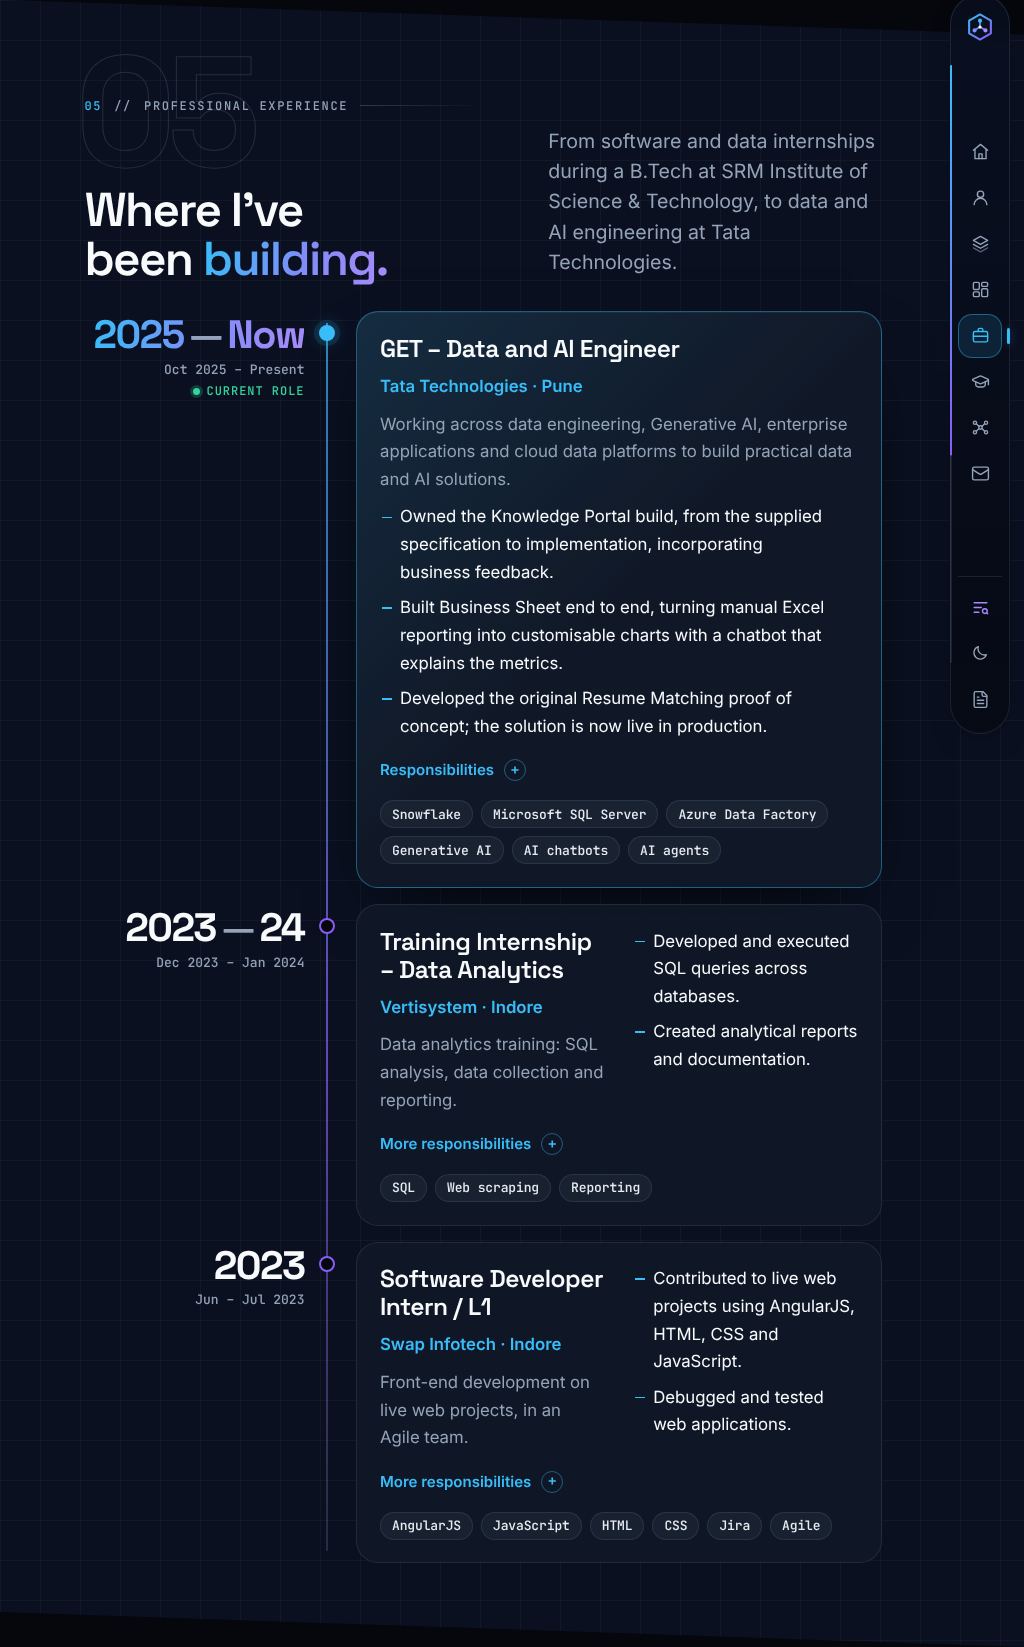 05
05 // PROFESSIONAL EXPERIENCE
Where I’ve
been building.
From software and data internships
during a B.Tech at SRM Institute of
Science & Technology, to data and
AI engineering at Tata
Technologies.
2025 — Now
Oct 2025 – Present
CURRENT ROLE
GET – Data and AI Engineer
Tata Technologies · Pune
Working across data engineering, Generative AI, enterprise
applications and cloud data platforms to build practical data
and AI solutions.
– Owned the Knowledge Portal build, from the supplied
specification to implementation, incorporating
business feedback.
– Built Business Sheet end to end, turning manual Excel
reporting into customisable charts with a chatbot that
explains the metrics.
– Developed the original Resume Matching proof of
concept; the solution is now live in production.
Responsibilities +
Snowflake Microsoft SQL Server Azure Data Factory
Generative AI AI chatbots AI agents
2023 — 24
Dec 2023 – Jan 2024
Training Internship
– Data Analytics
Vertisystem · Indore
Data analytics training: SQL
analysis, data collection and
reporting.
– Developed and executed
SQL queries across
databases.
– Created analytical reports
and documentation.
More responsibilities +
SQL Web scraping Reporting
2023
Jun – Jul 2023
Software Developer
Intern / L1
Swap Infotech · Indore
Front-end development on
live web projects, in an
Agile team.
– Contributed to live web
projects using AngularJS,
HTML, CSS and
JavaScript.
– Debugged and tested
web applications.
More responsibilities +
AngularJS JavaScript HTML CSS Jira Agile